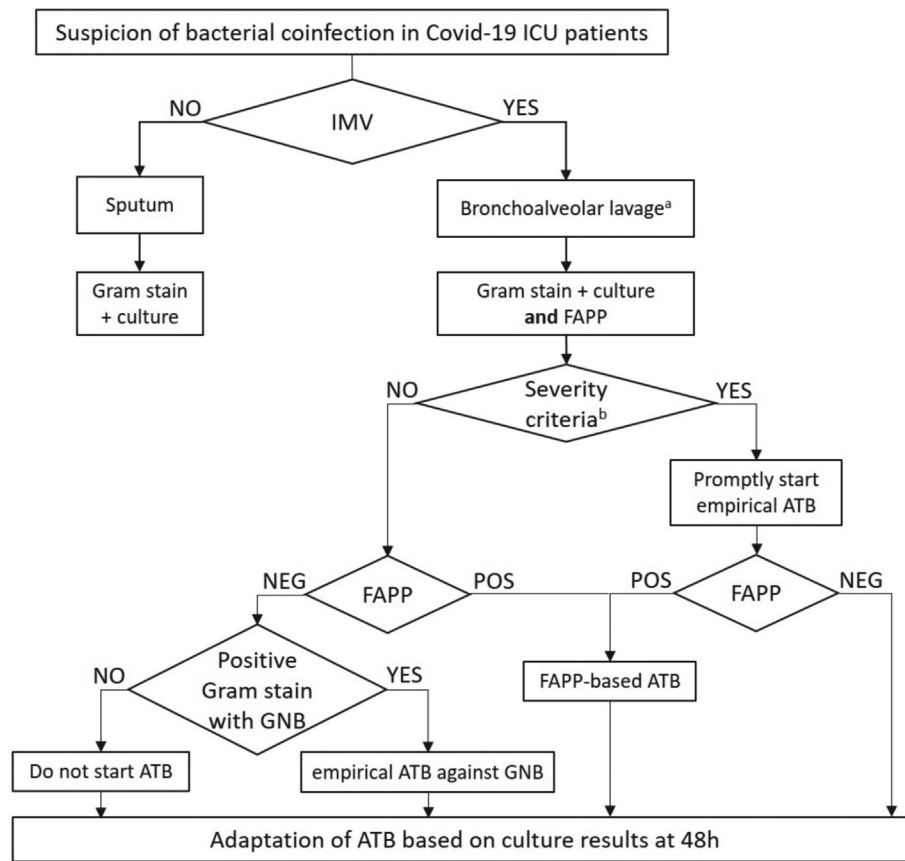 Suspicion of bacterial coinfection in Covid-19 ICU patients
NO
YES
IMV
Sputum
Bronchoalveolar lavageᵃ
Gram stain
+ culture
Gram stain + culture
and FAPP
NO
YES
Severity
criteriaᵇ
Promptly start
empirical ATB
NEG
FAPP
POS
POS
FAPP
NEG
NO
Positive
Gram stain
with GNB
YES
FAPP-based ATB
Do not start ATB
empirical ATB against GNB
Adaptation of ATB based on culture results at 48h